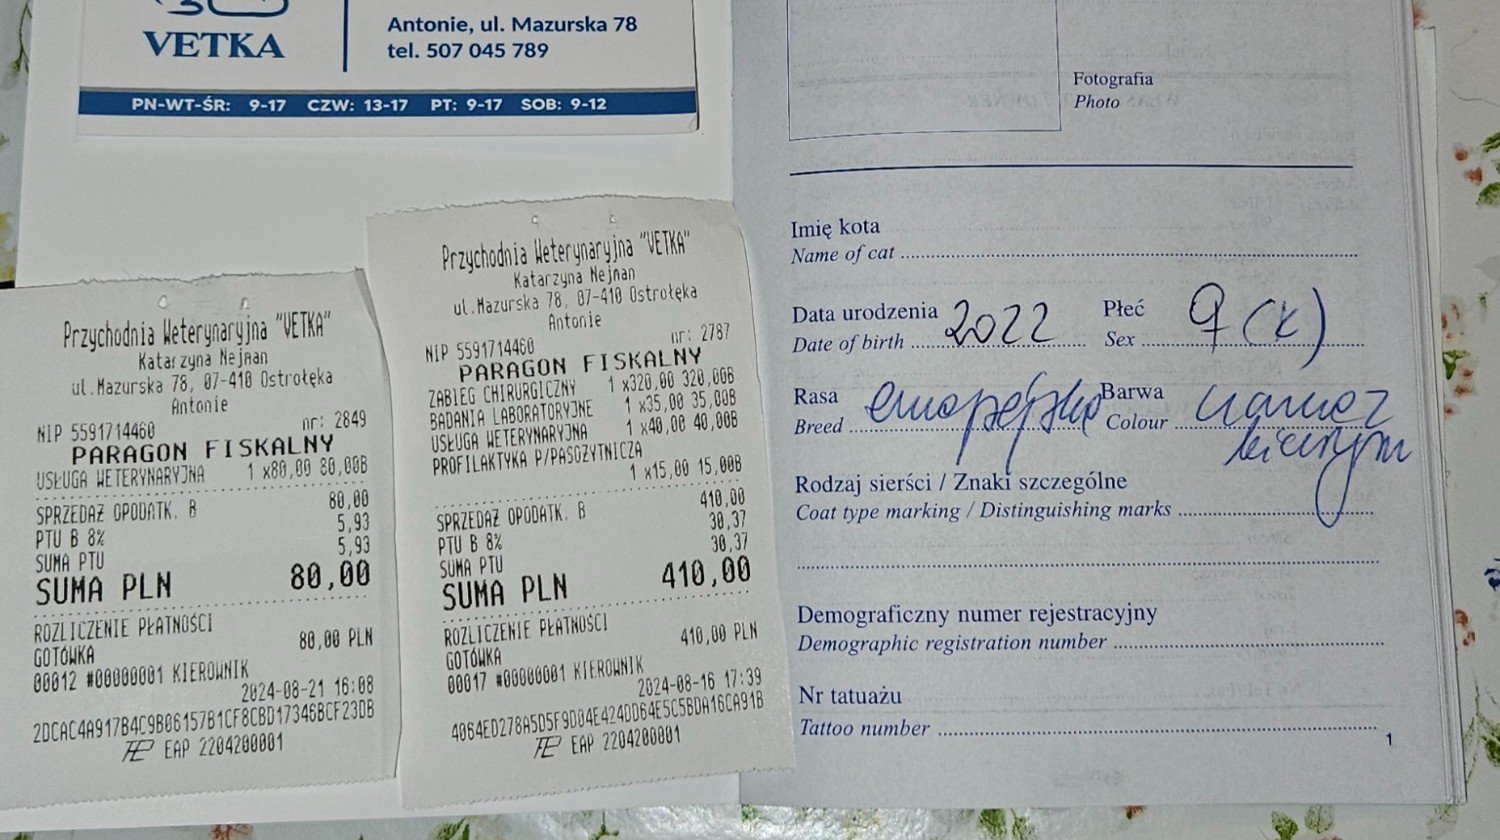 VETKA
Antonie, ul. Mazurska 78
tel. 507 045 789
PN-WT-ŚR: 9-17 CZW: 13-17 PT: 9-17 SOB: 9-12
Przychodnia Weterynaryjna "VETKA"
Katarzyna Nejman
ul.Mazurska 78, 07-410 Ostrołęka
Antonie
NIP 5591714460 nr: 2849
PARAGON FISKALNY
USŁUGA WETERYNARYJNA 1 x80,00 80,00B
SPRZEDAŻ OPODATK. B 80,00
PTU B 8% 5,93
SUMA PTU 5,93
SUMA PLN 80,00
ROZLICZENIE PŁATNOŚCI
GOTÓWKA 80,00 PLN
00012 #00000001 KIEROWNIK
2024-08-21 16:08
2DCAC4A917B4C9B06157B1CF8CBD17346BCF23DB
EAP 2204200001
Przychodnia Weterynaryjna "VETKA"
Katarzyna Nejman
ul.Mazurska 78, 07-410 Ostrołęka
Antonie
NIP 5591714460 nr: 2787
PARAGON FISKALNY
ZABIEG CHIRURGICZNY 1 x320,00 320,00B
BADANIA LABORATORYJNE 1 x35,00 35,00B
USŁUGA WETERYNARYJNA 1 x40,00 40,00B
PROFILAKTYKA P/PASOŻYTNICZA
1 x15,00 15,00B
SPRZEDAŻ OPODATK. B 410,00
PTU B 8% 30,37
SUMA PTU 30,37
SUMA PLN 410,00
ROZLICZENIE PŁATNOŚCI
GOTÓWKA 410,00 PLN
00017 #00000001 KIEROWNIK
2024-08-16 17:39
4064ED278A5D5F9D04E424DD64E5C5BDA16CA91B
EAP 2204200001
Fotografia
Photo
Imię kota
Name of cat
Data urodzenia 2022 Płeć ♀ (K)
Date of birth Sex
Rasa europejska Barwa czarno z
Breed Colour
Rodzaj sierści / Znaki szczególne
Coat type marking / Distinguishing marks
Demograficzny numer rejestracyjny
Demographic registration number
Nr tatuażu
Tattoo number
1